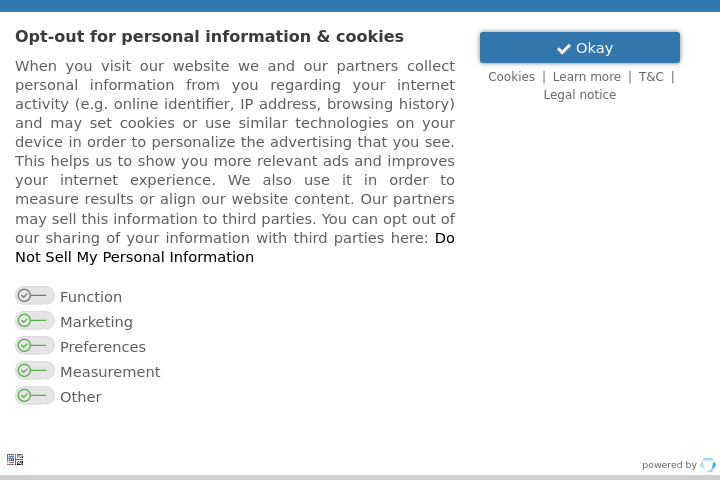 Opt-out for personal information & cookies
When you visit our website we and our partners collect
personal information from you regarding your internet
activity (e.g. online identifier, IP address, browsing history)
and may set cookies or use similar technologies on your
device in order to personalize the advertising that you see.
This helps us to show you more relevant ads and improves
your internet experience. We also use it in order to
measure results or align our website content. Our partners
may sell this information to third parties. You can opt out of
our sharing of your information with third parties here: Do
Not Sell My Personal Information
Function
Marketing
Preferences
Measurement
Other
Okay
Cookies | Learn more | T&C |
Legal notice
powered by